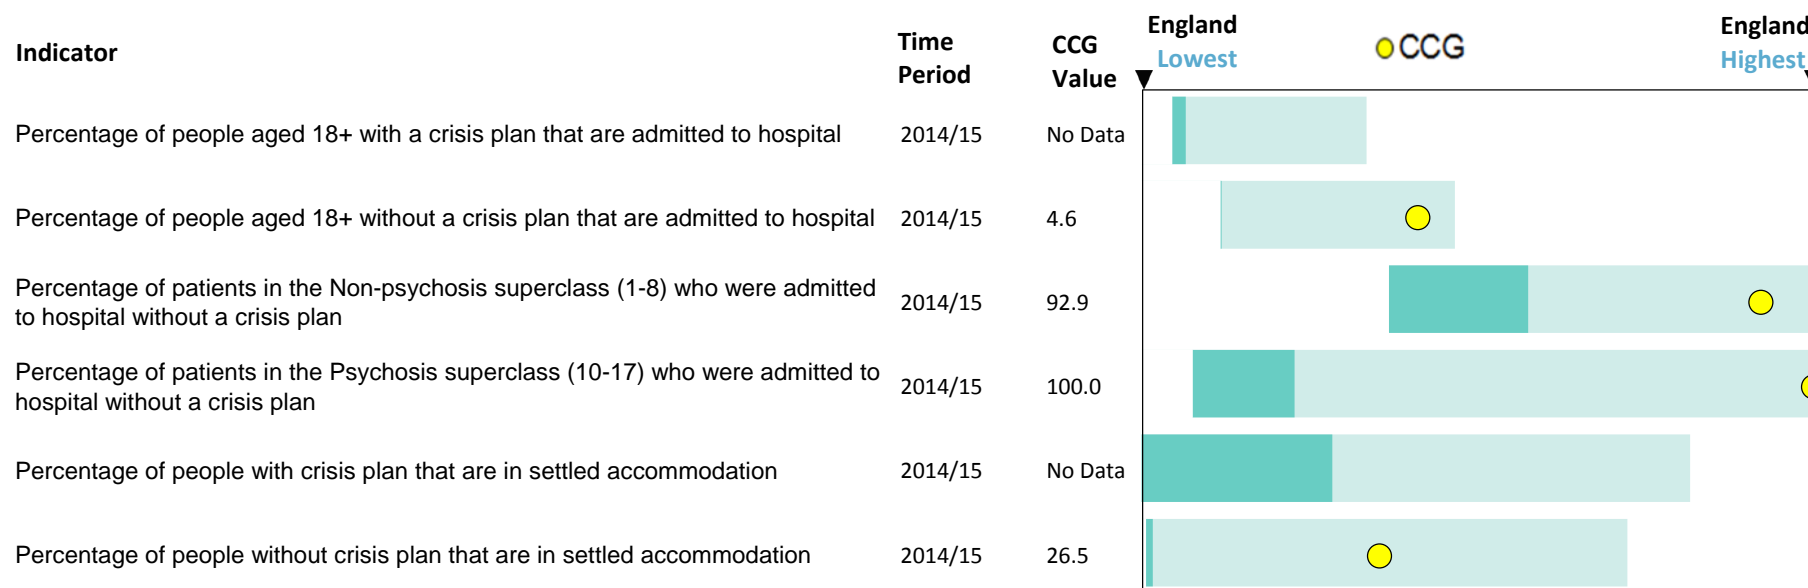 Indicator
Time
Period
CCG
Value
England
Lowest
CCG
England
Highest
Percentage of people aged 18+ with a crisis plan that are admitted to hospital 2014/15 No Data
Percentage of people aged 18+ without a crisis plan that are admitted to hospital 2014/15 4.6
Percentage of patients in the Non-psychosis superclass (1-8) who were admitted
to hospital without a crisis plan 2014/15 92.9
Percentage of patients in the Psychosis superclass (10-17) who were admitted to
hospital without a crisis plan 2014/15 100.0
Percentage of people with crisis plan that are in settled accommodation 2014/15 No Data
Percentage of people without crisis plan that are in settled accommodation 2014/15 26.5